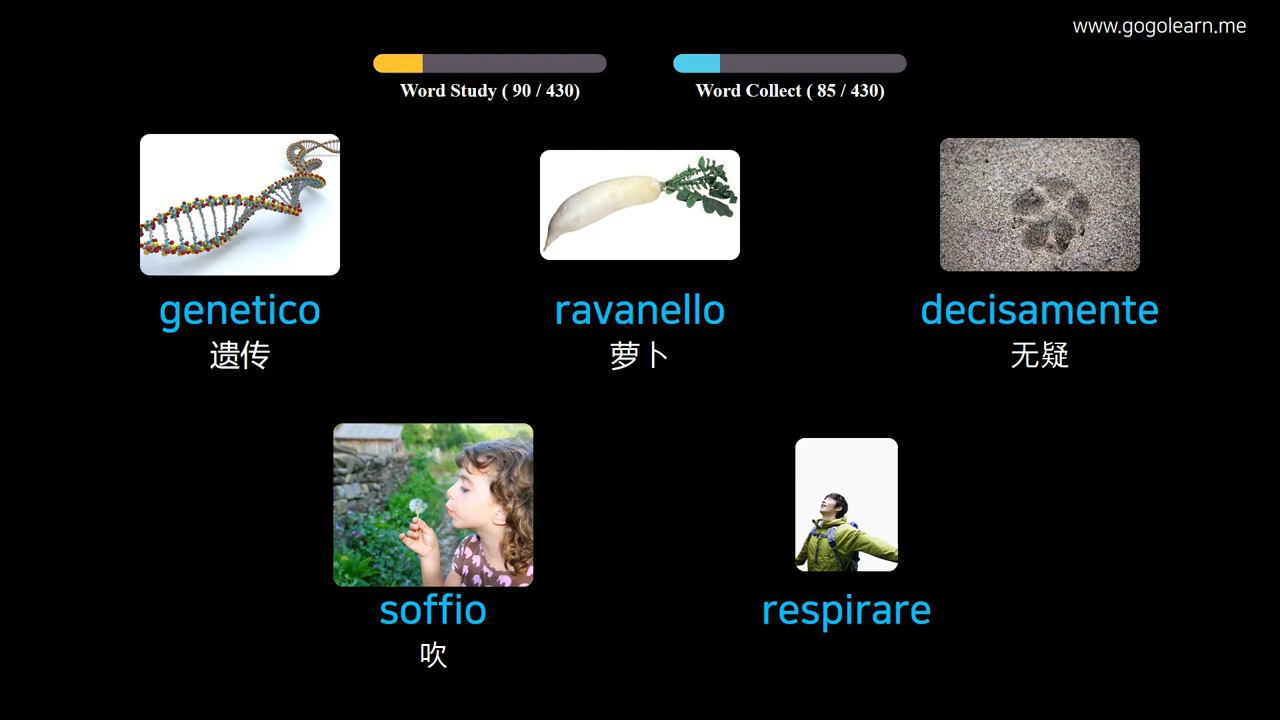 www.gogolearn.me
Word Study ( 90 / 430)
Word Collect ( 85 / 430)
genetico
遗传
ravanello
萝卜
decisamente
无疑
soffio
吹
respirare